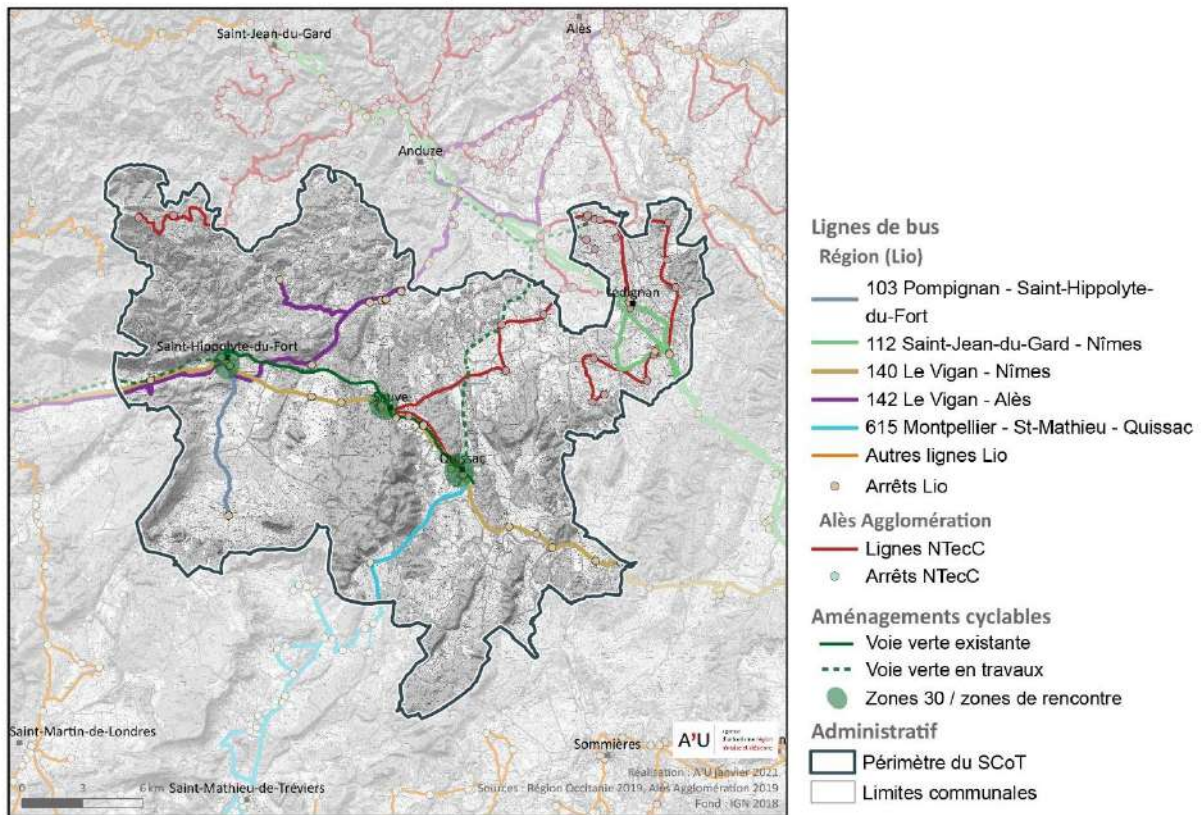 Saint-Jean-du-Gard
Alès
Anduze
Lédignan
Saint-Hippolyte-du-Fort
Sauve
Quissac
Saint-Martin-de-Londres
Sommières
Saint-Mathieu-de-Tréviers
0 3 6 km
A'U
Réalisation : A'U janvier 2021
Sources : Région Occitanie 2019, Alès Agglomération 2019
Fond : IGN 2018
Lignes de bus
Région (Lio)
103 Pompignan - Saint-Hippolyte-
du-Fort
112 Saint-Jean-du-Gard - Nîmes
140 Le Vigan - Nîmes
142 Le Vigan - Alès
615 Montpellier - St-Mathieu - Quissac
Autres lignes Lio
Arrêts Lio
Alès Agglomération
Lignes NTecC
Arrêts NTecC
Aménagements cyclables
Voie verte existante
Voie verte en travaux
Zones 30 / zones de rencontre
Administratif
Périmètre du SCoT
Limites communales